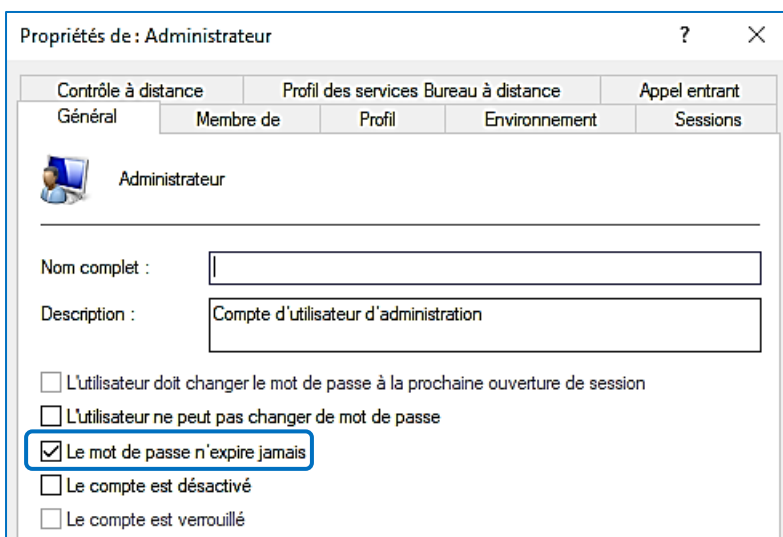 Propriétés de : Administrateur ? ×
Contrôle à distance Profil des services Bureau à distance Appel entrant
Général Membre de Profil Environnement Sessions
Administrateur
Nom complet :
Description : Compte d'utilisateur d'administration
L'utilisateur doit changer le mot de passe à la prochaine ouverture de session
L'utilisateur ne peut pas changer de mot de passe
Le mot de passe n'expire jamais
Le compte est désactivé
Le compte est verrouillé